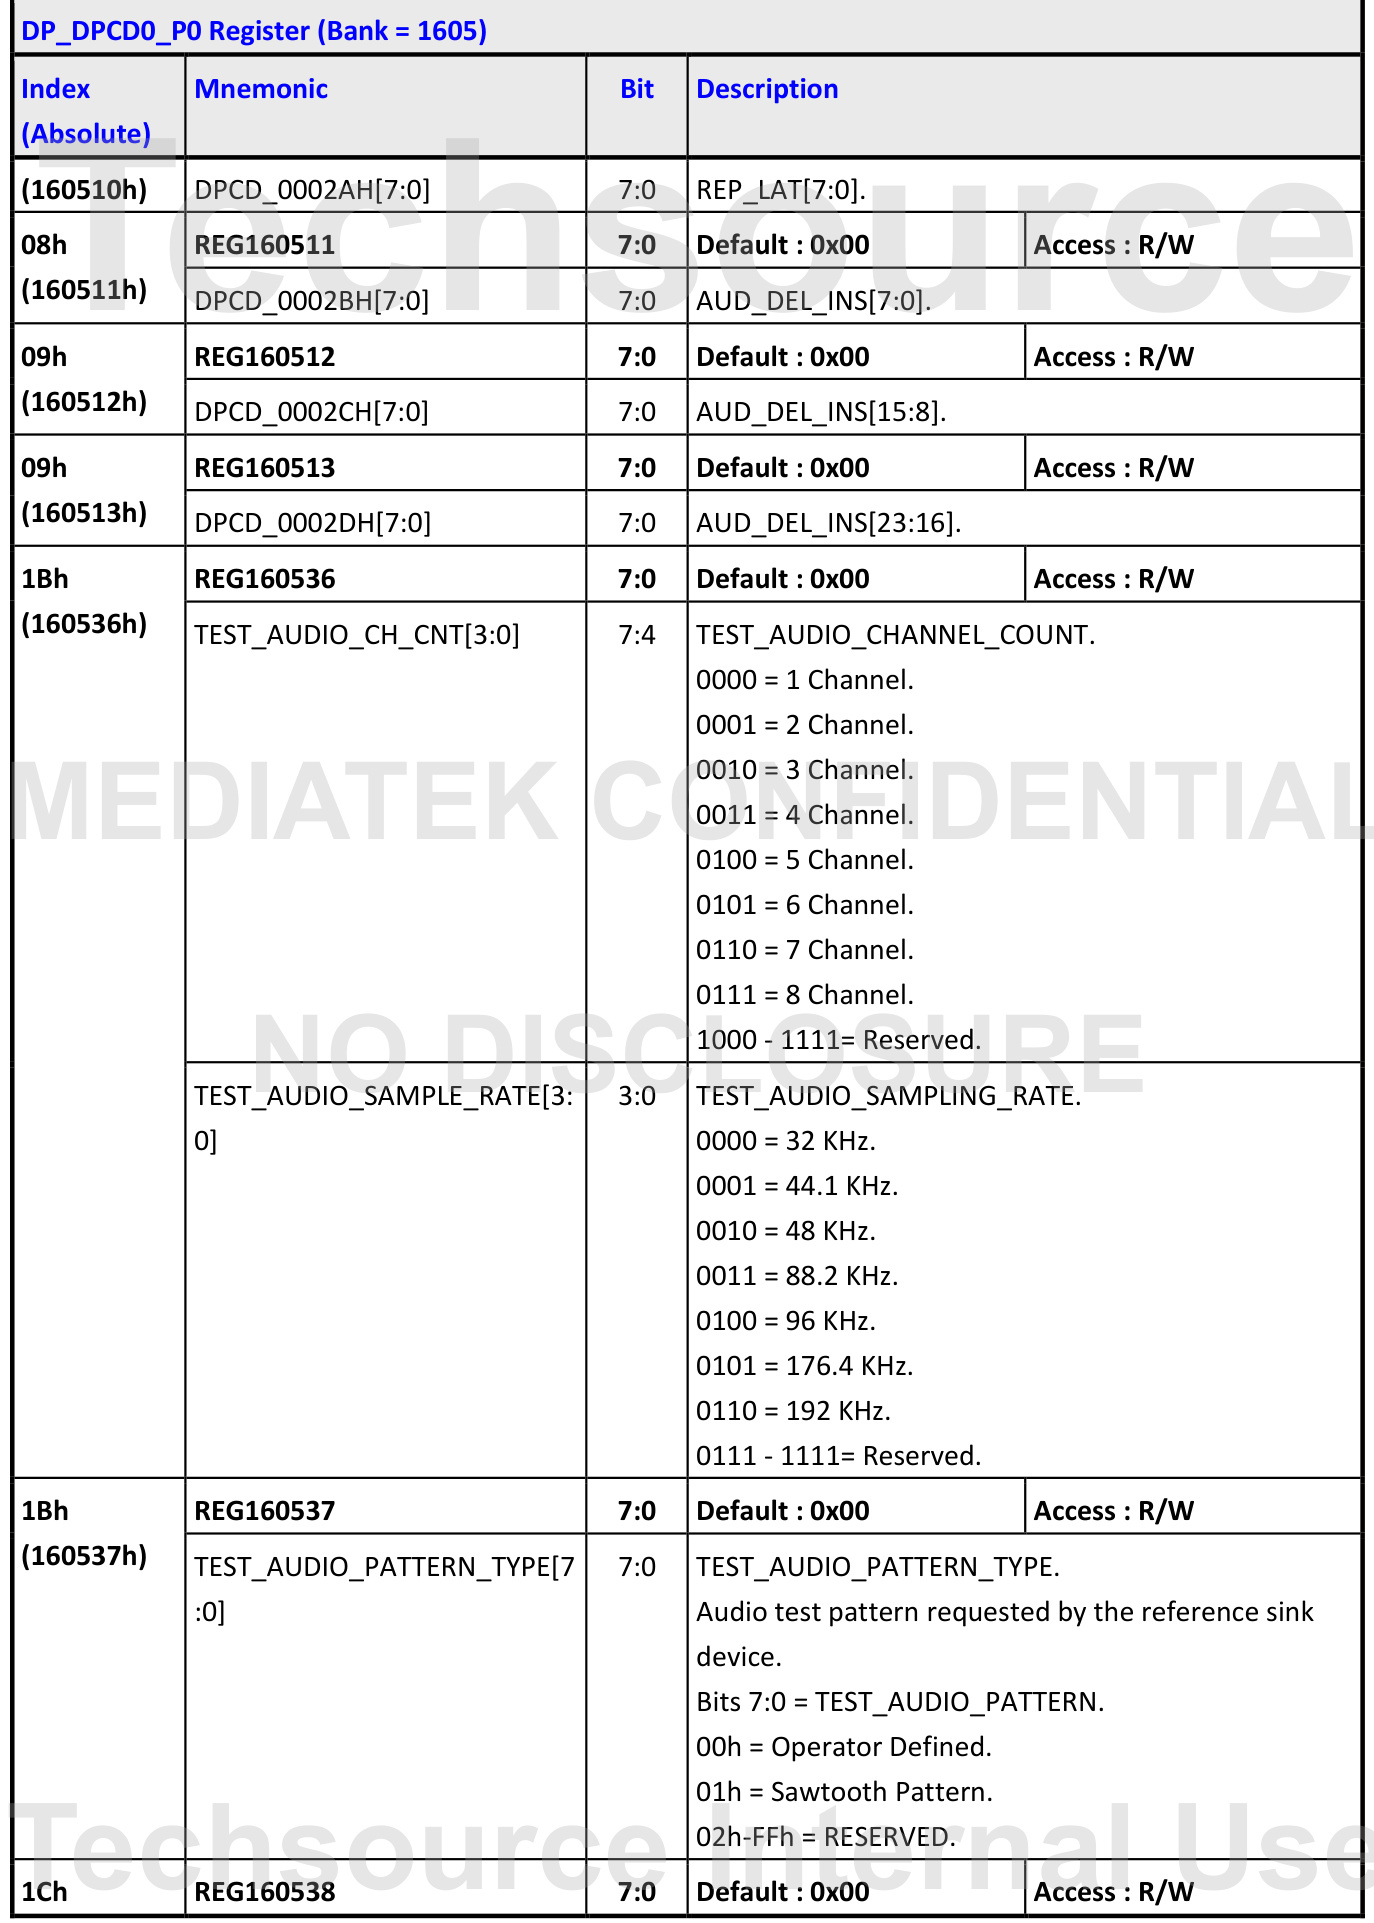 DP_DPCD0_P0 Register (Bank = 1605)
Index Mnemonic Bit Description
(Absolute)
(160510h) DPCD_0002AH[7:0] 7:0 REP_LAT[7:0].
08h REG160511 7:0 Default : 0x00 Access : R/W
(160511h) DPCD_0002BH[7:0] 7:0 AUD_DEL_INS[7:0].
09h REG160512 7:0 Default : 0x00 Access : R/W
(160512h) DPCD_0002CH[7:0] 7:0 AUD_DEL_INS[15:8].
09h REG160513 7:0 Default : 0x00 Access : R/W
(160513h) DPCD_0002DH[7:0] 7:0 AUD_DEL_INS[23:16].
1Bh REG160536 7:0 Default : 0x00 Access : R/W
(160536h) TEST_AUDIO_CH_CNT[3:0] 7:4 TEST_AUDIO_CHANNEL_COUNT.
0000 = 1 Channel.
0001 = 2 Channel.
0010 = 3 Channel.
0011 = 4 Channel.
0100 = 5 Channel.
0101 = 6 Channel.
0110 = 7 Channel.
0111 = 8 Channel.
1000 - 1111= Reserved.
TEST_AUDIO_SAMPLE_RATE[3: 3:0 TEST_AUDIO_SAMPLING_RATE.
0] 0000 = 32 KHz.
0001 = 44.1 KHz.
0010 = 48 KHz.
0011 = 88.2 KHz.
0100 = 96 KHz.
0101 = 176.4 KHz.
0110 = 192 KHz.
0111 - 1111= Reserved.
1Bh REG160537 7:0 Default : 0x00 Access : R/W
(160537h) TEST_AUDIO_PATTERN_TYPE[7 7:0 TEST_AUDIO_PATTERN_TYPE.
:0] Audio test pattern requested by the reference sink
device.
Bits 7:0 = TEST_AUDIO_PATTERN.
00h = Operator Defined.
01h = Sawtooth Pattern.
02h-FFh = RESERVED.
1Ch REG160538 7:0 Default : 0x00 Access : R/W
Techsource
MEDIATEK CONFIDENTIAL
NO DISCLOSURE
Techsource Internal Use